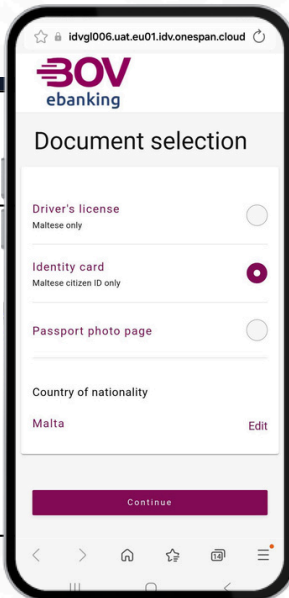 idvgl006.uat.eu01.idv.onespan.cloud
BOV
ebanking
Document selection
Driver's license
Maltese only
Identity card
Maltese citizen ID only
Passport photo page
Country of nationality
Malta
Edit
Continue
14